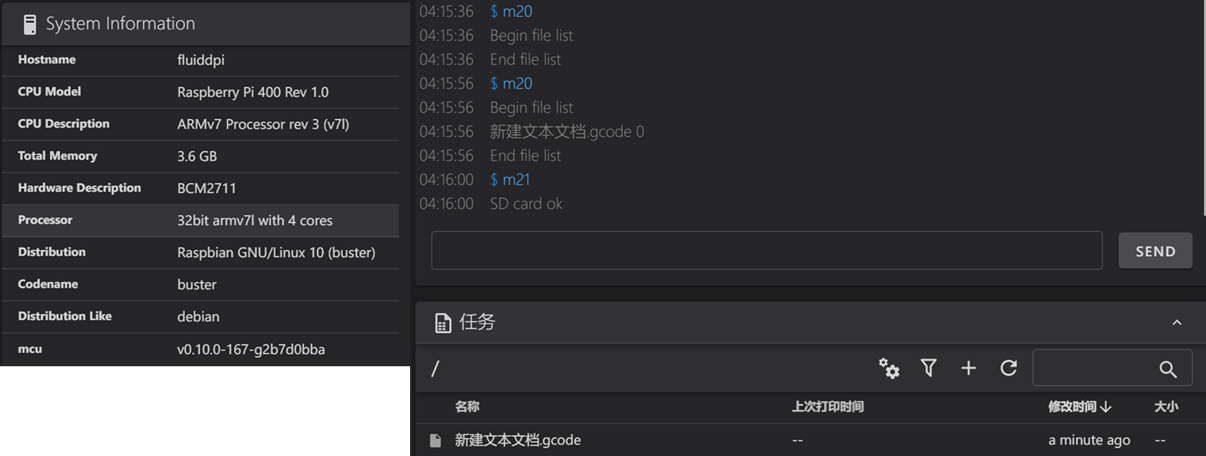 System Information
Hostname fluiddpi
CPU Model Raspberry Pi 400 Rev 1.0
CPU Description ARMv7 Processor rev 3 (v7l)
Total Memory 3.6 GB
Hardware Description BCM2711
Processor 32bit armv7l with 4 cores
Distribution Raspbian GNU/Linux 10 (buster)
Codename buster
Distribution Like debian
mcu v0.10.0-167-g2b7d0bba
04:15:36 $ m20
04:15:36 Begin file list
04:15:36 End file list
04:15:56 $ m20
04:15:56 Begin file list
04:15:56 新建文本文档.gcode 0
04:15:56 End file list
04:16:00 $ m21
04:16:00 SD card ok
SEND
任务
/
名称 上次打印时间 修改时间 大小
新建文本文档.gcode -- a minute ago --